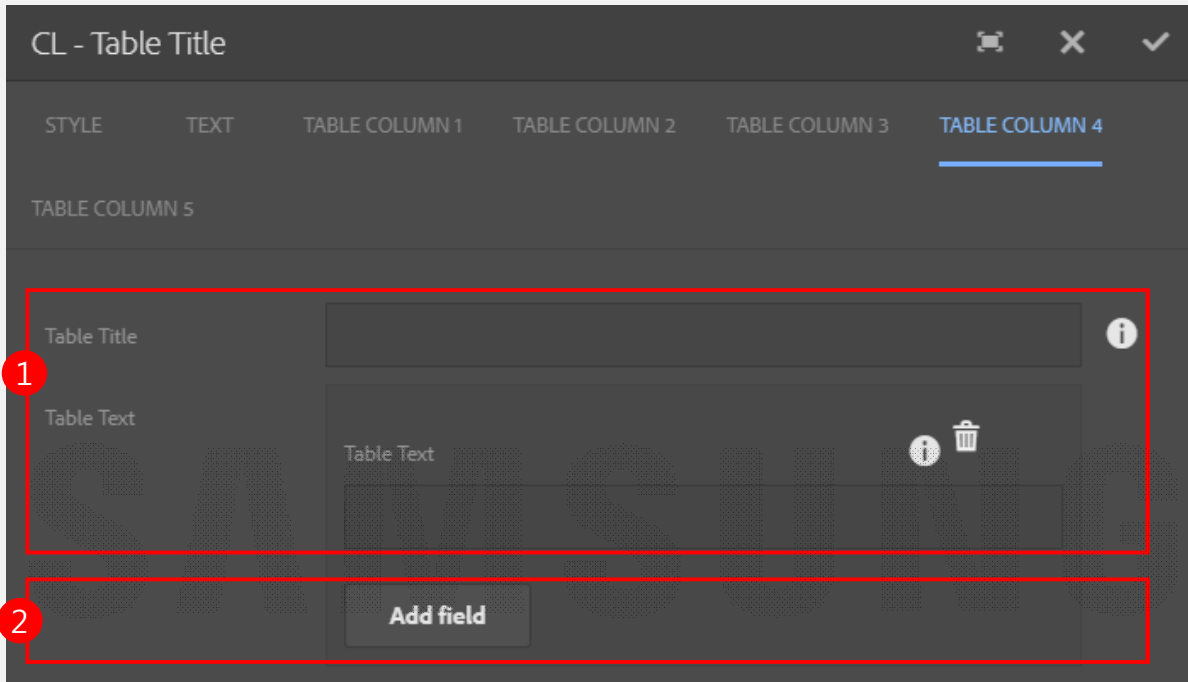 CL - Table Title
STYLE TEXT TABLE COLUMN 1 TABLE COLUMN 2 TABLE COLUMN 3 TABLE COLUMN 4
TABLE COLUMN 5
Table Title
1
Table Text
Table Text
SAMSUNG
2
Add field